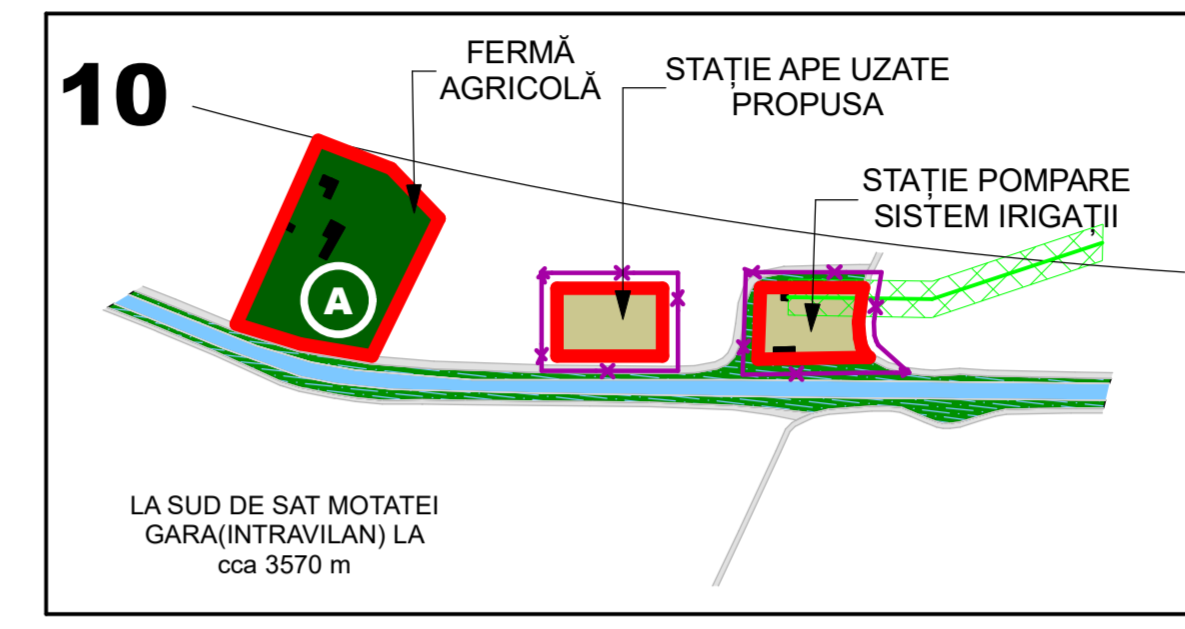 10
FERMĂ
AGRICOLĂ
STAȚIE APE UZATE
PROPUSA
STAȚIE POMPARE
SISTEM IRIGAȚII
A
LA SUD DE SAT MOTATEI
GARA(INTRAVILAN) LA
cca 3570 m